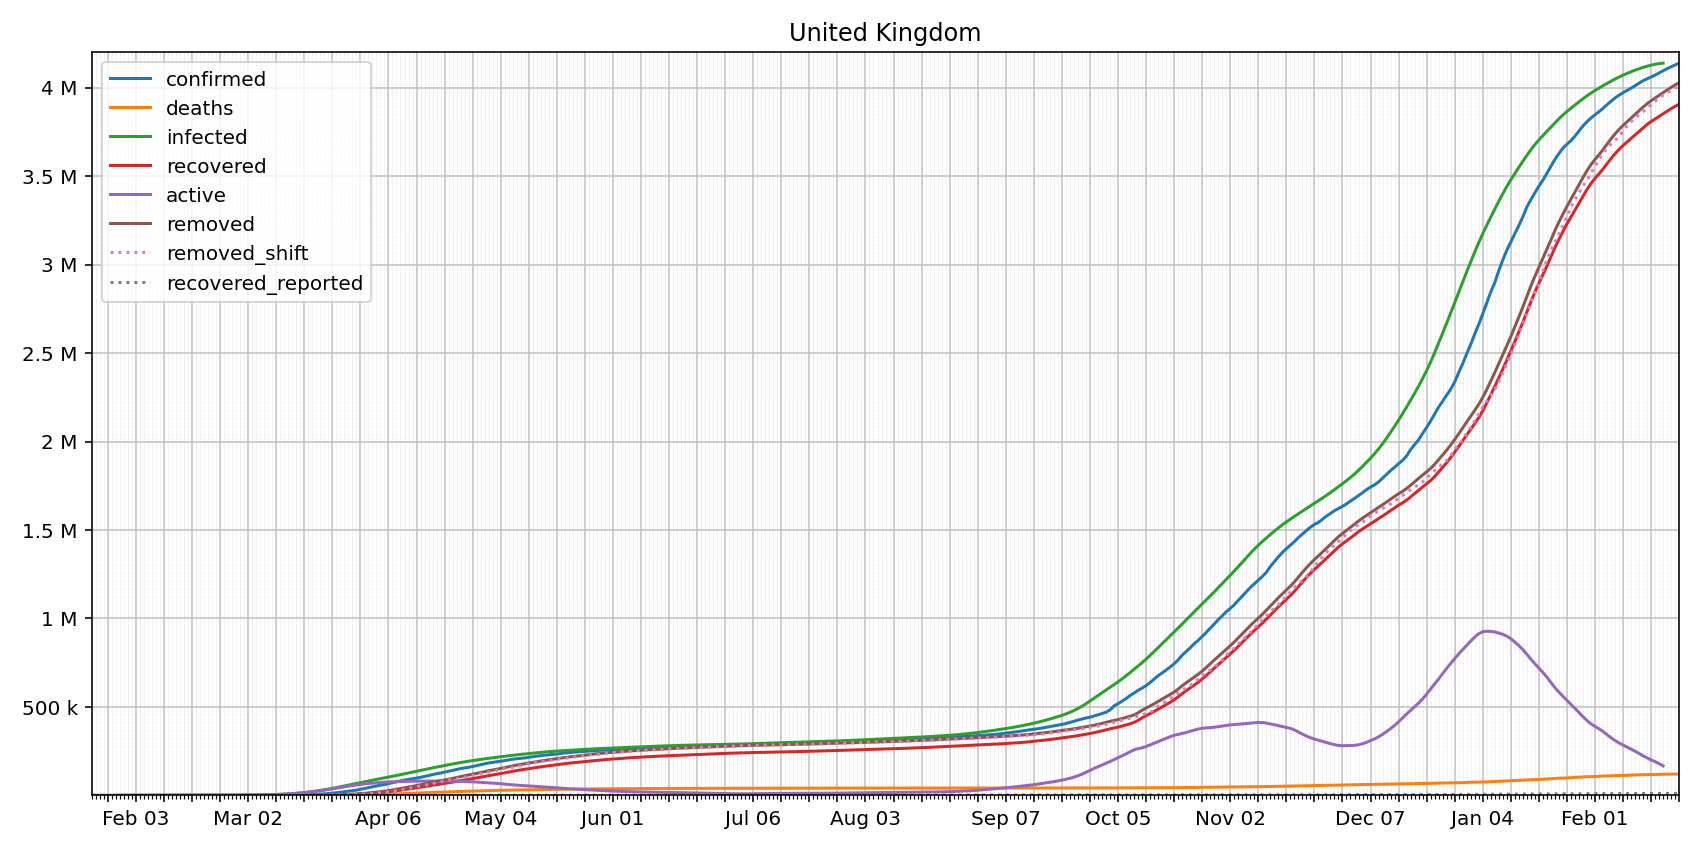 United Kingdom
confirmed
deaths
infected
recovered
active
removed
removed_shift
recovered_reported
4 M
3.5 M
3 M
2.5 M
2 M
1.5 M
1 M
500 k
Feb 03 Mar 02 Apr 06 May 04 Jun 01 Jul 06 Aug 03 Sep 07 Oct 05 Nov 02 Dec 07 Jan 04 Feb 01